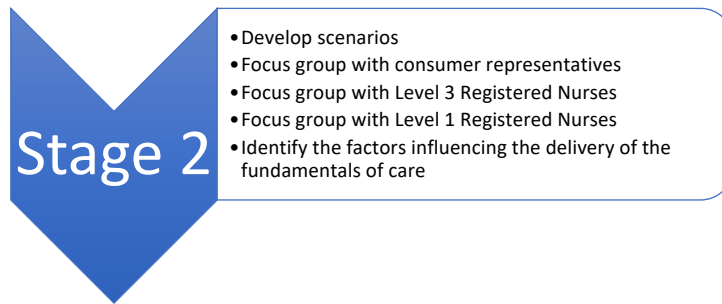 Stage 2
•Develop scenarios
•Focus group with consumer representatives
•Focus group with Level 3 Registered Nurses
•Focus group with Level 1 Registered Nurses
•Identify the factors influencing the delivery of the
fundamentals of care